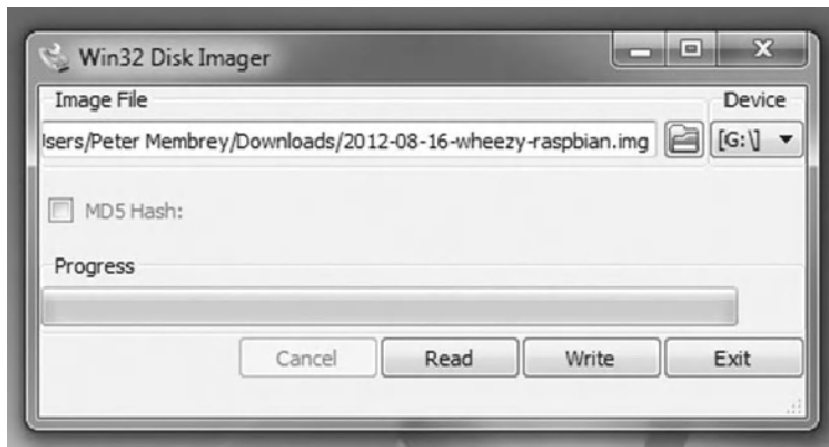 Win32 Disk Imager
Image File
Device
sers/Peter Membrey/Downloads/2012-08-16-wheezy-raspbian.img
[G:\]
MD5 Hash:
Progress
Cancel
Read
Write
Exit